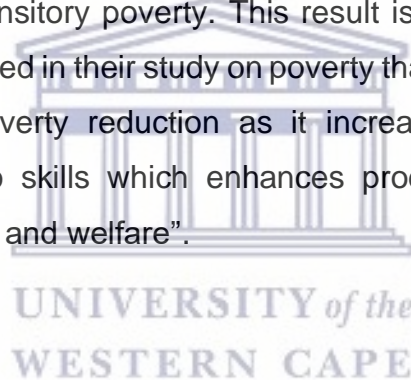 nsitory poverty. This result is
ed in their study on poverty tha
verty reduction as it increa
skills which enhances pro
and welfare”.
UNIVERSITY of the
WESTERN CAPE